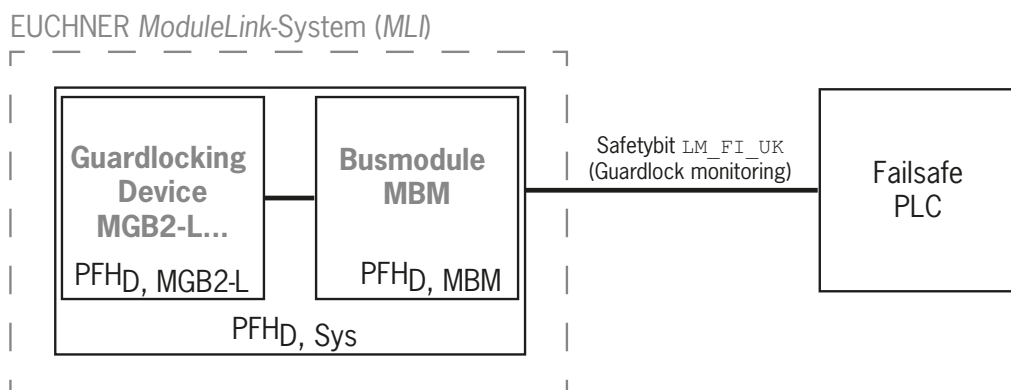 EUCHNER ModuleLink-System (MLI)
Guardlocking
Device
MGB2-L...
PFHD, MGB2-L
Busmodule
MBM
PFHD, MBM
PFHD, Sys
Safetybit LM_FI_UK
(Guardlock monitoring)
Failsafe
PLC